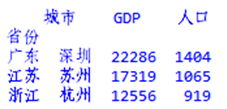 城市 GDP 人口
省份
广东 深圳 22286 1404
江苏 苏州 17319 1065
浙江 杭州 12556 919